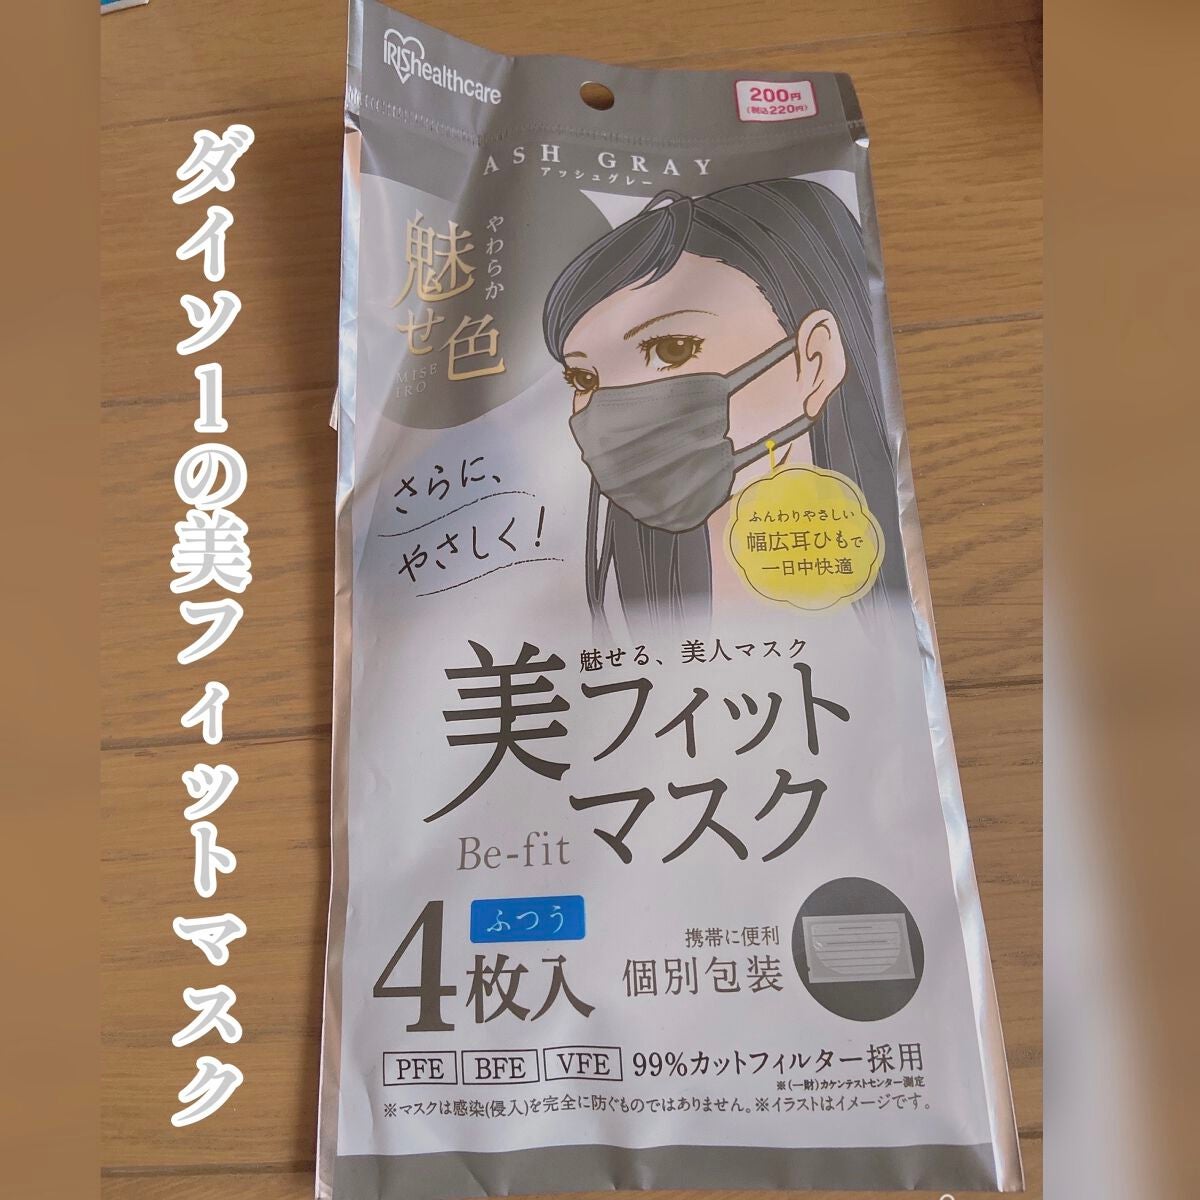 ダイソーの美フィットマスク
IRIShealthcare
200円
(税込220円)
ASH GRAY
アッシュグレー
やわらか
魅せ色
MISE
IRO
さらに、
やさしく!
ふんわりやさしい
幅広耳ひもで
一日中快適
魅せる、美人マスク
美フィット
マスク
Be-fit
4枚入
ふつう
携帯に便利
個別包装
PFE BFE VFE 99%カットフィルター採用
※(一財)カケンテストセンター測定
※マスクは感染(侵入)を完全に防ぐものではありません。※イラストはイメージです。